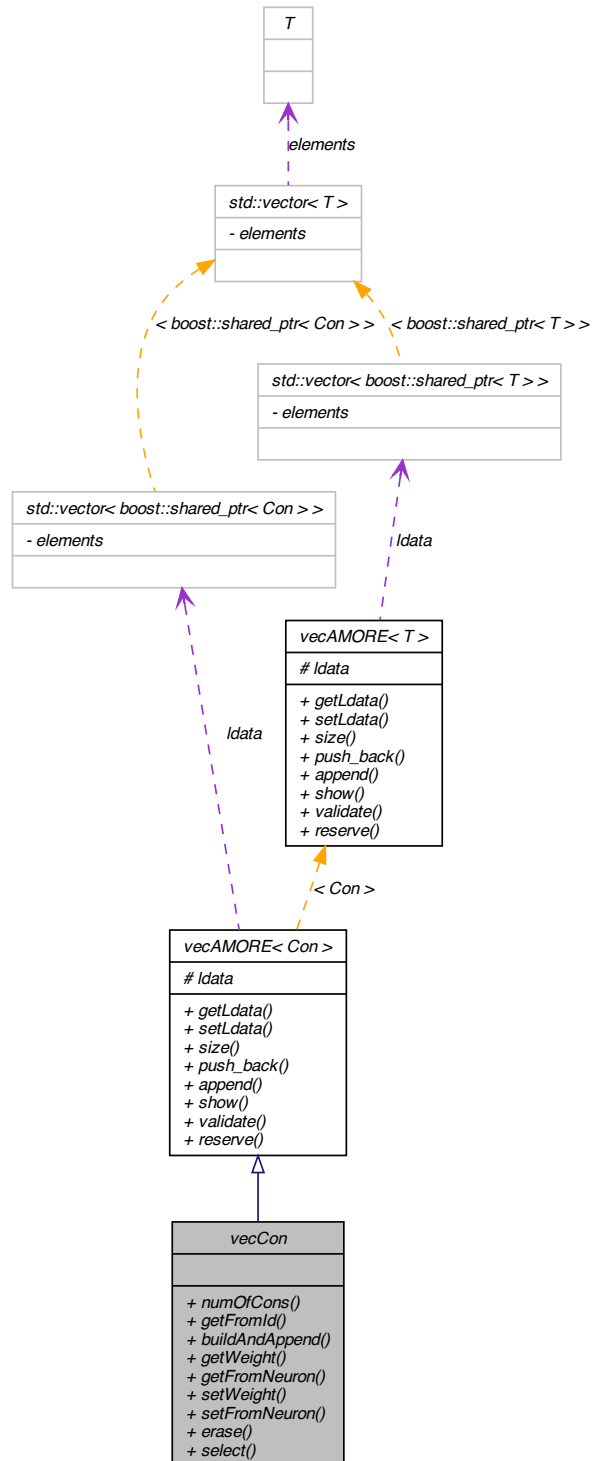 T
elements
std::vector< T >
- elements
< boost::shared_ptr< Con > >
< boost::shared_ptr< T > >
std::vector< boost::shared_ptr< T > >
- elements
std::vector< boost::shared_ptr< Con > >
- elements
ldata
vecAMORE< T >
# ldata
+ getLdata()
+ setLdata()
+ size()
+ push_back()
+ append()
+ show()
+ validate()
+ reserve()
ldata
< Con >
vecAMORE< Con >
# ldata
+ getLdata()
+ setLdata()
+ size()
+ push_back()
+ append()
+ show()
+ validate()
+ reserve()
vecCon
+ numOfCons()
+ getFromId()
+ buildAndAppend()
+ getWeight()
+ getFromNeuron()
+ setWeight()
+ setFromNeuron()
+ erase()
+ select()